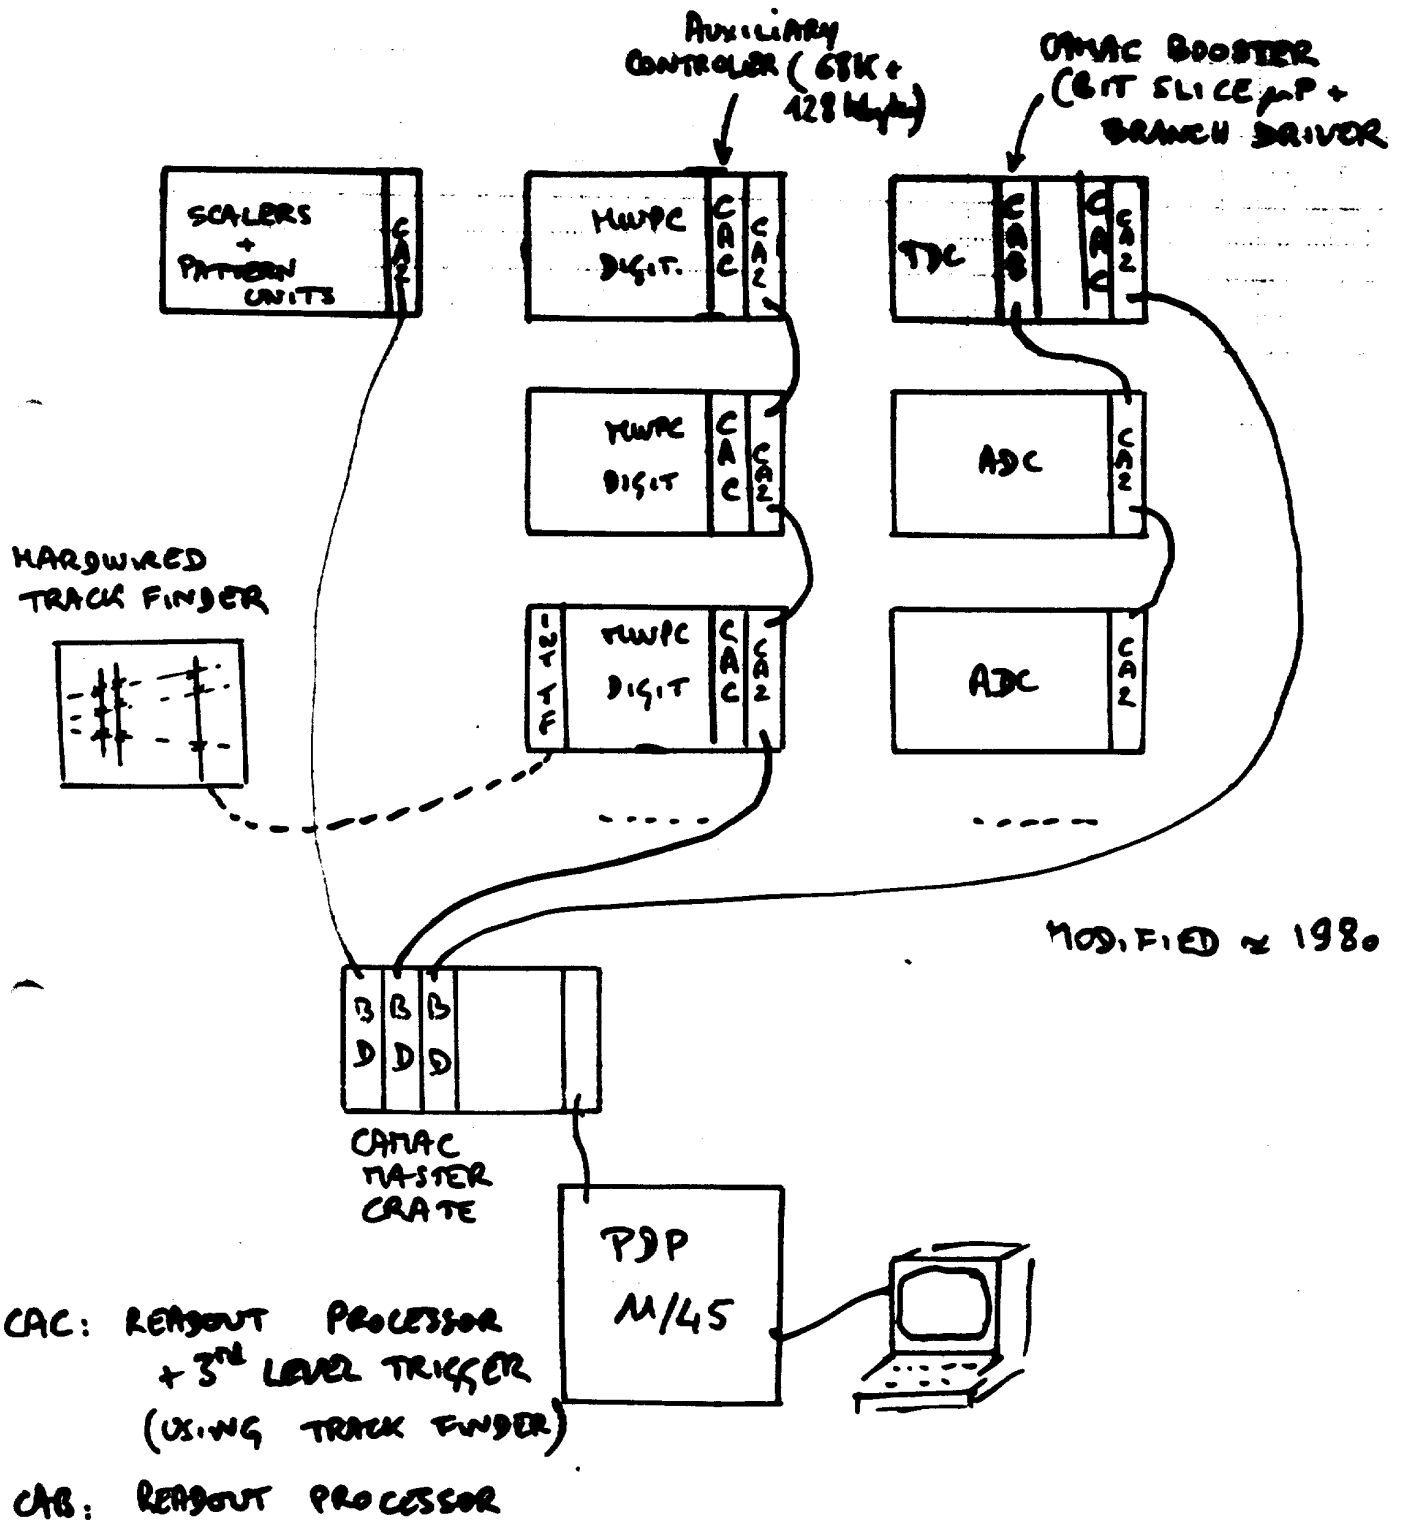 AUXILIARY
CONTROLER (68K +
128 kbytes)
CAMAC BOOSTER
(BIT SLICE μP +
BRANCH DRIVER
SCALERS
+
PATTERN
UNITS
CA2
MWPC
DIGIT.
CAC
CA2
TDC
CAB
CAC
CA2
MWPC
DIGIT
CAC
CA2
ADC
CA2
HARDWIRED
TRACK FINDER
INTTF
MWPC
DIGIT
CAC
CA2
ADC
CA2
MODIFIED ≈ 1980
BD
BD
BD
CAMAC
MASTER
CRATE
PDP
11/45
CAC: READOUT PROCESSOR
+ 3rd LEVEL TRIGGER
(USING TRACK FINDER)
CAB: READOUT PROCESSOR